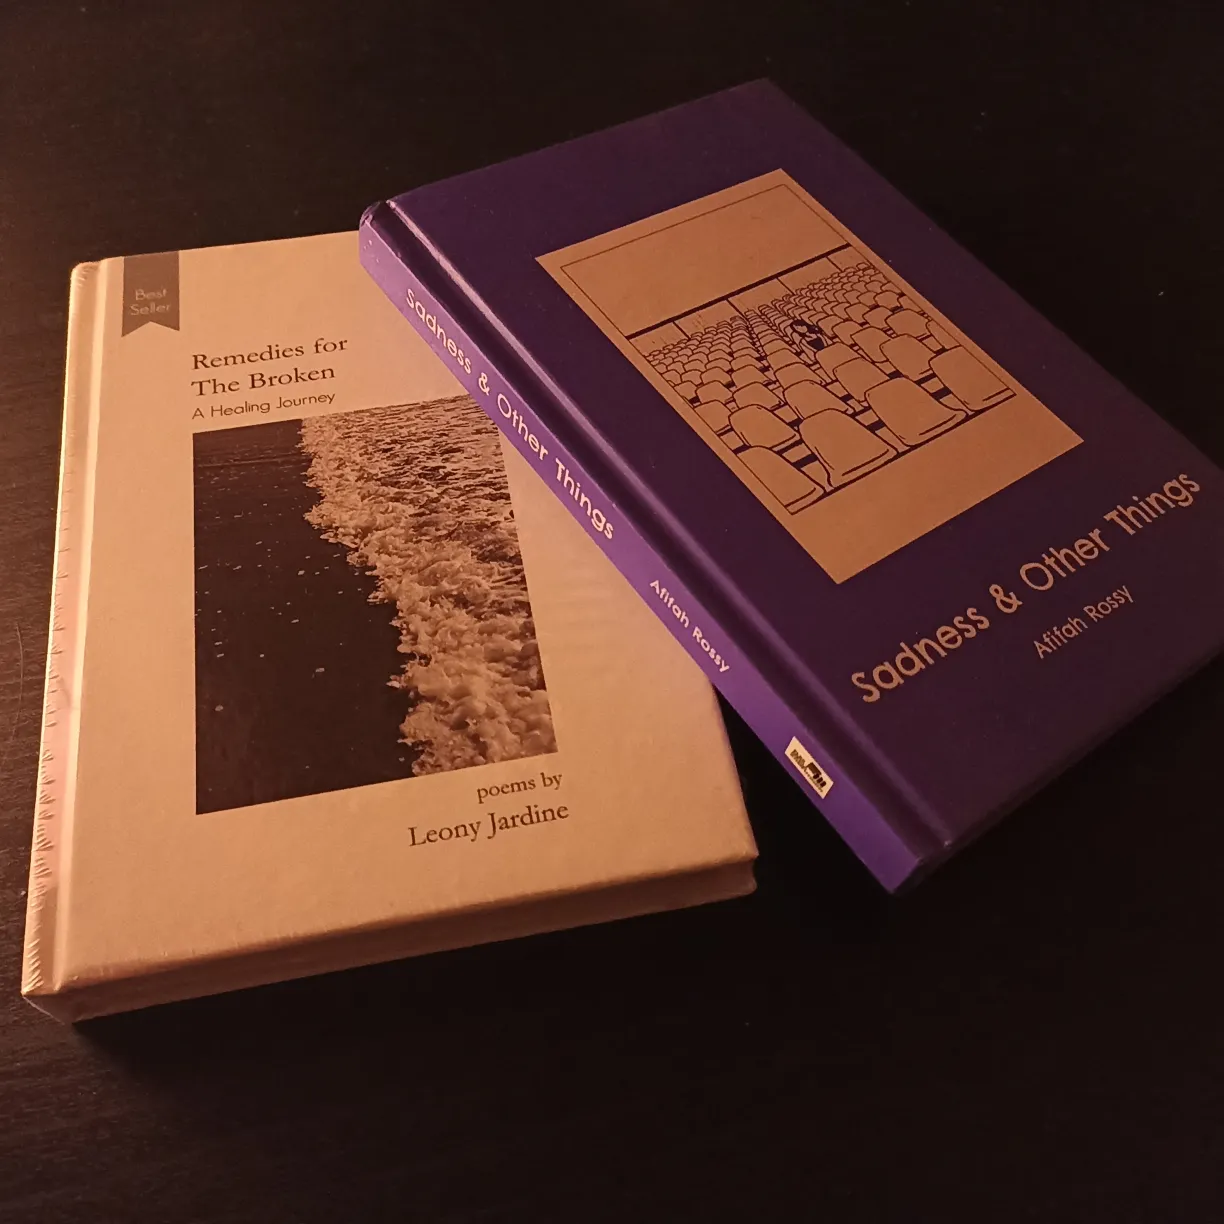 Best
Seller
Remedies for
The Broken
A Healing Journey
poems by
Leony Jardine
Sadness & Other Things
Afifah Rossy
Sadness & Other Things
Afifah Rossy